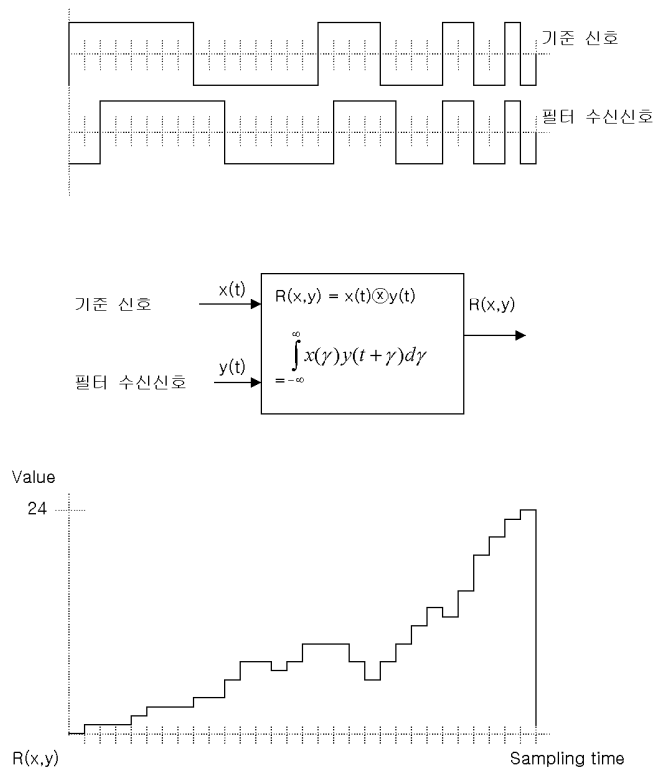 기준 신호
필터 수신신호
기준 신호
x(t)
R(x,y) = x(t)ⓧy(t)
R(x,y)
필터 수신신호
y(t)
= ∫_{-∞}^{∞} x(γ)y(t+γ)dγ
Value
24
R(x,y)
Sampling time